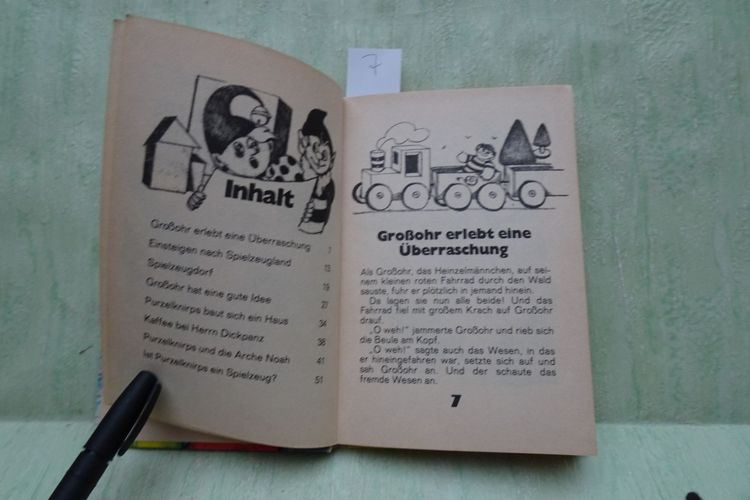 7
Inhalt
Großohr erlebt eine Überraschung 7
Einsteigen nach Spielzeugland 13
Spielzeugdorf 19
Großohr hat eine gute Idee 27
Purzelknirps baut sich ein Haus 34
Kaffee bei Herrn Dickpanz 38
Purzelknirps und die Arche Noah 41
Ist Purzelknirps ein Spielzeug? 51
Großohr erlebt eine
Überraschung
Als Großohr, das Heinzelmännchen, auf sei-
nem kleinen roten Fahrrad durch den Wald
sauste, fuhr er plötzlich in jemand hinein.
Da lagen sie nun alle beide! Und das
Fahrrad fiel mit großem Krach auf Großohr
drauf.
„O weh!" jammerte Großohr und rieb sich
die Beule am Kopf.
„O weh!" sagte auch das Wesen, in das
er hineingefahren war, setzte sich auf und
sah Großohr an. Und der schaute das
fremde Wesen an.
7